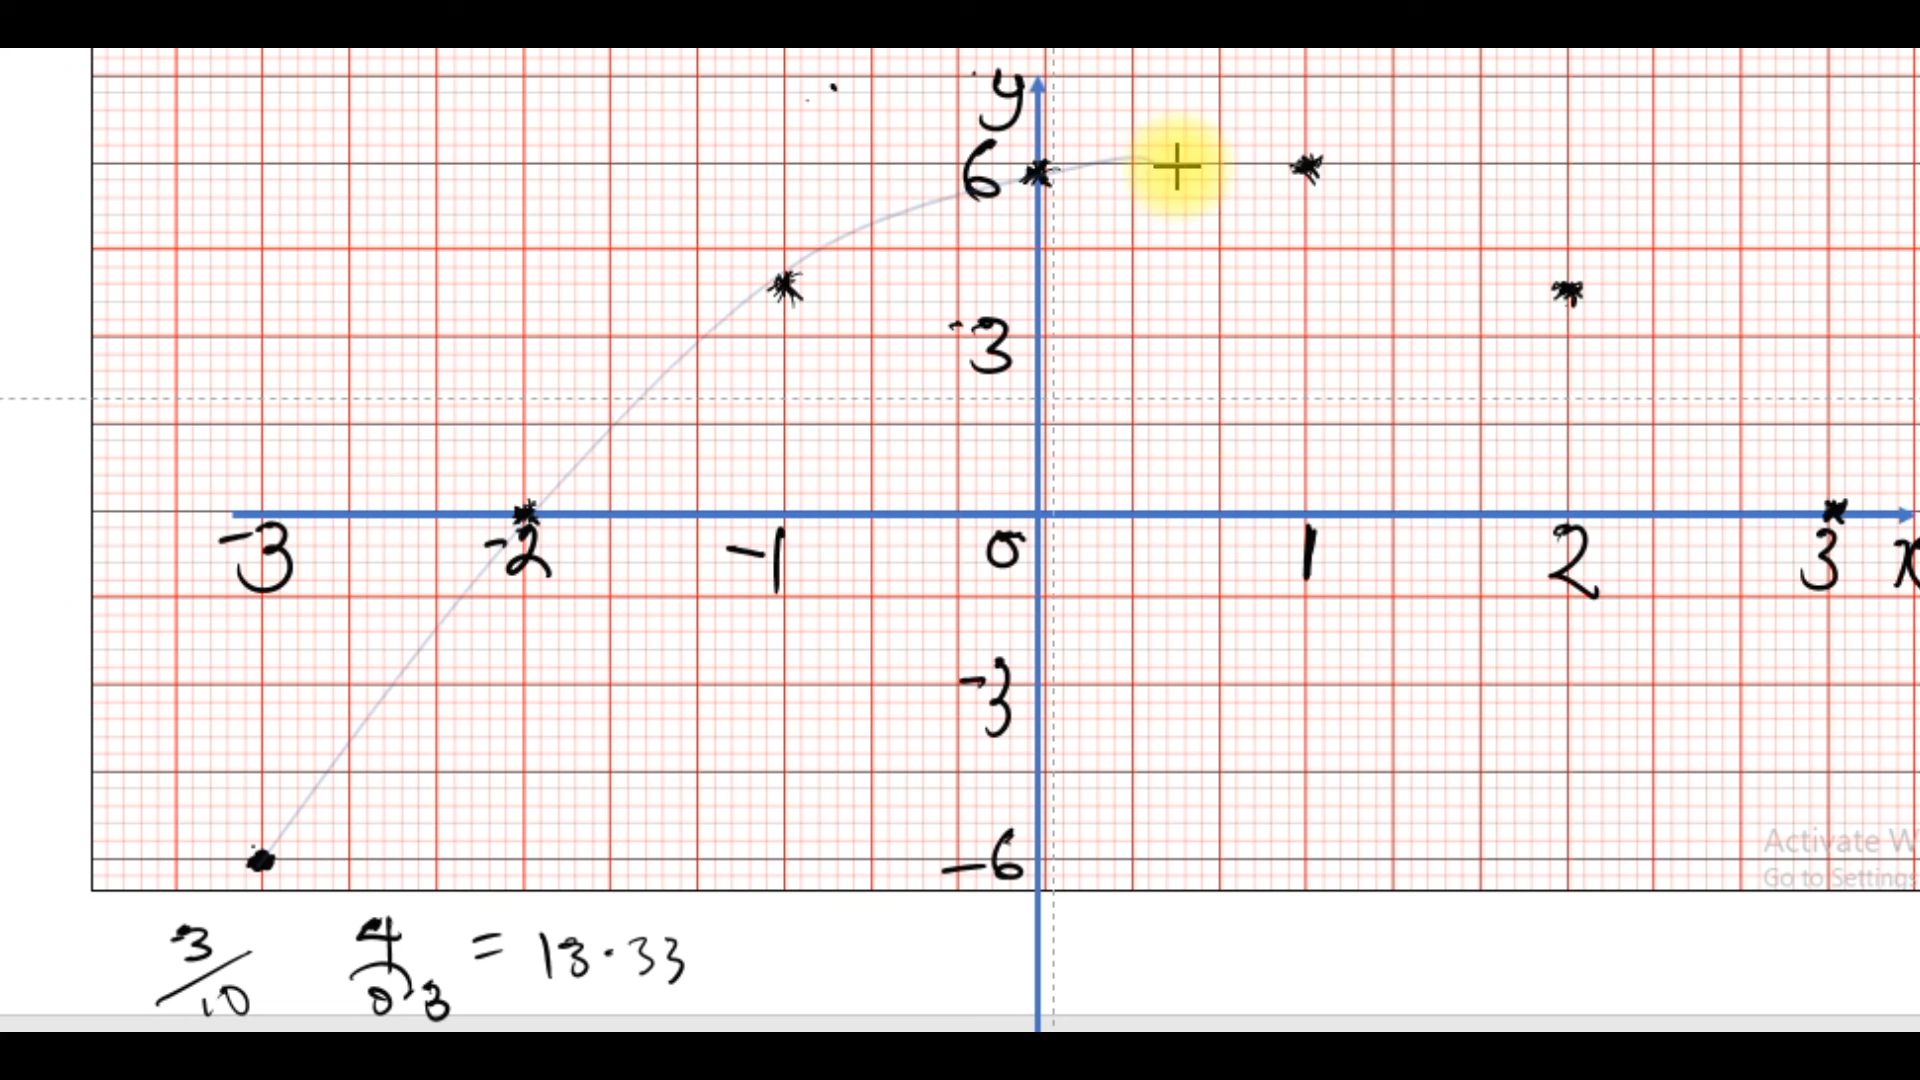 y
6
3
-3 -2 -1 0 1 2 3 x
-3
-6
Activate W
Go to Settings
3/10 4/0.3 = 13.33